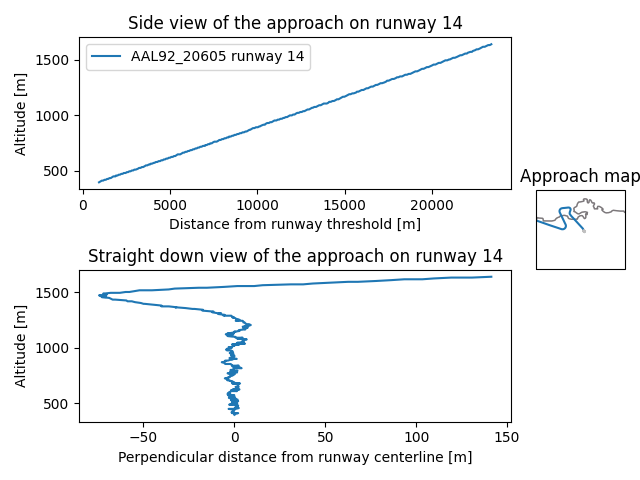 Side view of the approach on runway 14
1500
1000
500
Altitude [m]
AAL92_20605 runway 14
0
5000
10000
15000
20000
Distance from runway threshold [m]
Approach map
Straight down view of the approach on runway 14
1500
1000
500
Altitude [m]
−50
0
50
100
150
Perpendicular distance from runway centerline [m]